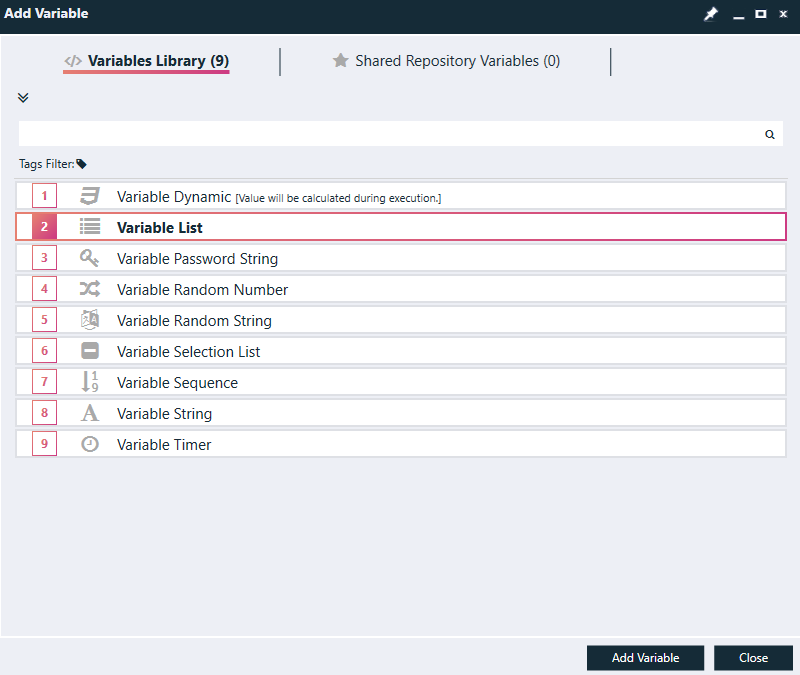 Add Variable
Variables Library (9)
Shared Repository Variables (0)
Tags Filter:
1 Variable Dynamic [Value will be calculated during execution.]
2 Variable List
3 Variable Password String
4 Variable Random Number
5 Variable Random String
6 Variable Selection List
7 Variable Sequence
8 Variable String
9 Variable Timer
Add Variable Close